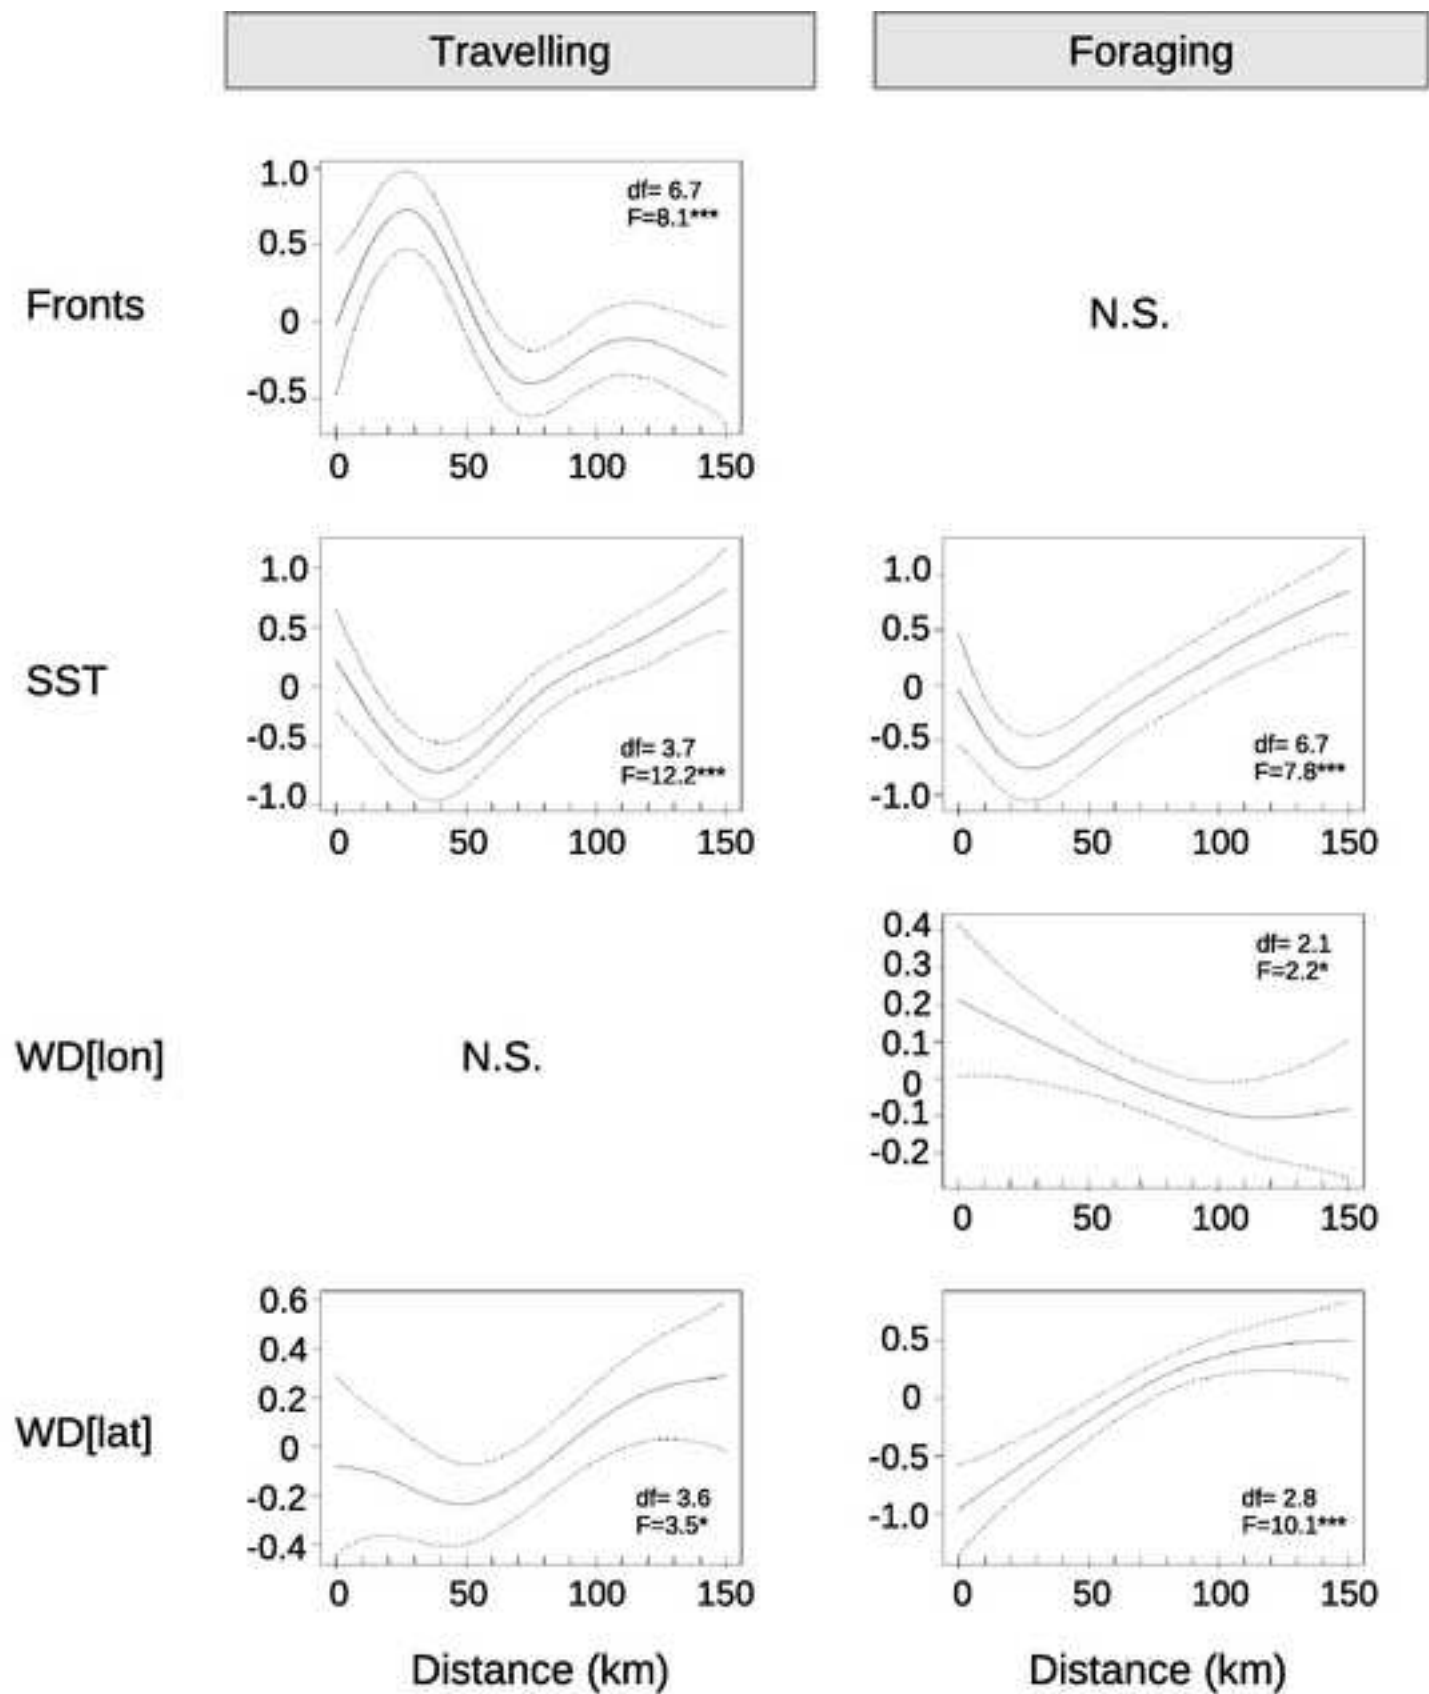 Travelling
Foraging
Fronts
1.0
0.5
0
-0.5
df= 6.7
F=8.1***
0 50 100 150
N.S.
SST
1.0
0.5
0
-0.5
-1.0
df= 3.7
F=12.2***
0 50 100 150
1.0
0.5
0
-0.5
-1.0
df= 6.7
F=7.8***
0 50 100 150
WD[lon]
N.S.
0.4
0.3
0.2
0.1
0
-0.1
-0.2
df= 2.1
F=2.2*
0 50 100 150
WD[lat]
0.6
0.4
0.2
0
-0.2
-0.4
df= 3.6
F=3.5*
0 50 100 150
0.5
0
-0.5
-1.0
df= 2.8
F=10.1***
0 50 100 150
Distance (km)
Distance (km)